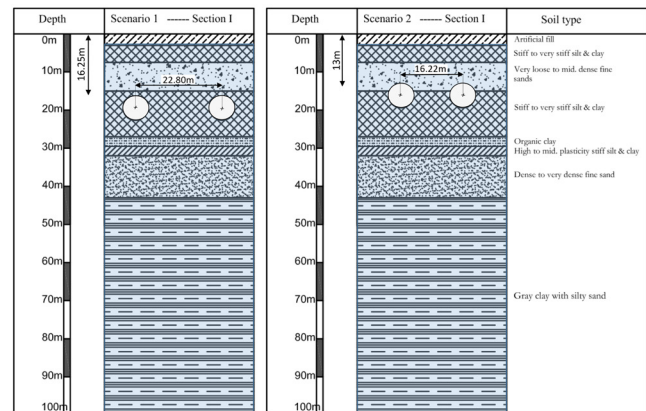 Depth
Scenario 1 ------ Section I
0m
10m
20m
30m
40m
50m
60m
70m
80m
90m
100m
16.25m
22.80m
Depth
Scenario 2 ------ Section I
Soil type
0m
10m
20m
30m
40m
50m
60m
70m
80m
90m
100m
13m
16.22m
Artificial fill
Stiff to very stiff silt & clay
Very loose to mid. dense fine
sands
Stiff to very stiff silt & clay
Organic clay
High to mid. plasticity stiff silt & clay
Dense to very dense fine sand
Gray clay with silty sand